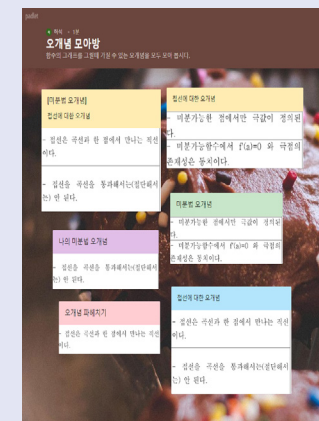 padlet
오개념 모아방
함수의 그래프를 그릴때 가질 수 있는 오개념을 모두 모아 봅시다.
[미분법 오개념]
접선에 대한 오개념
- 접선은 곡선과 한 점에서 만나는 직선
이다.
- 접선을 곡선을 통과해서는(절단해서
는) 안 된다.
접선에 대한 오개념
- 미분가능한 점에서만 극값이 정의된
다.
- 미분가능함수에서 f'(a)=0 와 극점의
존재성은 동치이다.
미분법 오개념
- 미분가능한 점에서만 극값이 정의된
다.
- 미분가능함수에서 f'(a)=0 와 극점의
존재성은 동치이다.
나의 미분법 오개념
- 접선을 곡선을 통과해서는(절단해서
는) 안 된다.
접선에 대한 오개념
- 접선은 곡선과 한 점에서 만나는 직선
이다.
- 접선을 곡선을 통과해서는(절단해서
는) 안 된다.
오개념 파헤치기
- 접선은 곡선과 한 점에서 만나는 직선
이다.